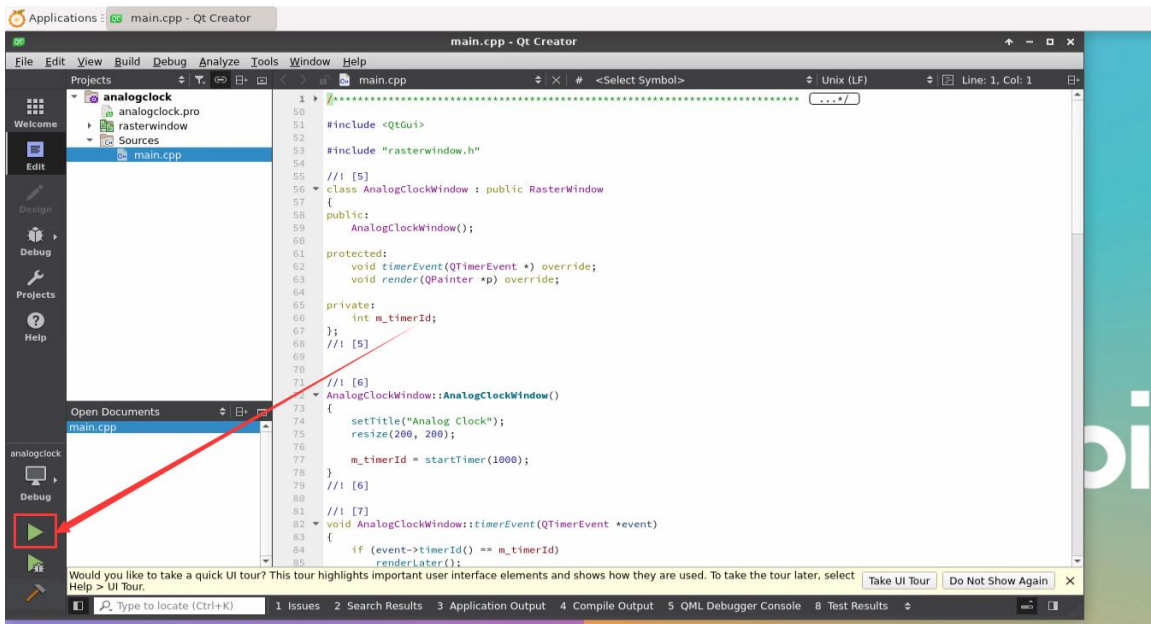 Applications main.cpp - Qt Creator
main.cpp - Qt Creator
File Edit View Build Debug Analyze Tools Window Help
Projects main.cpp # <Select Symbol> Unix (LF) Line: 1, Col: 1
Welcome
Edit
Design
Debug
Projects
Help
analogclock
analogclock.pro
rasterwindow
Sources
main.cpp
Open Documents
main.cpp
analogclock
Debug
1 /**************************************************************************** ...*/
50
51 #include <QtGui>
52
53 #include "rasterwindow.h"
54
55 //! [5]
56 class AnalogClockWindow : public RasterWindow
57 {
58 public:
59 AnalogClockWindow();
60
61 protected:
62 void timerEvent(QTimerEvent *) override;
63 void render(QPainter *p) override;
64
65 private:
66 int m_timerId;
67 };
68 //! [5]
69
70
71 //! [6]
72 AnalogClockWindow::AnalogClockWindow()
73 {
74 setTitle("Analog Clock");
75 resize(200, 200);
76
77 m_timerId = startTimer(1000);
78 }
79 //! [6]
80
81 //! [7]
82 void AnalogClockWindow::timerEvent(QTimerEvent *event)
83 {
84 if (event->timerId() == m_timerId)
85 renderLater();
Would you like to take a quick UI tour? This tour highlights important user interface elements and shows how they are used. To take the tour later, select
Help > UI Tour.
Take UI Tour Do Not Show Again
Type to locate (Ctrl+K) 1 Issues 2 Search Results 3 Application Output 4 Compile Output 5 QML Debugger Console 8 Test Results
pi